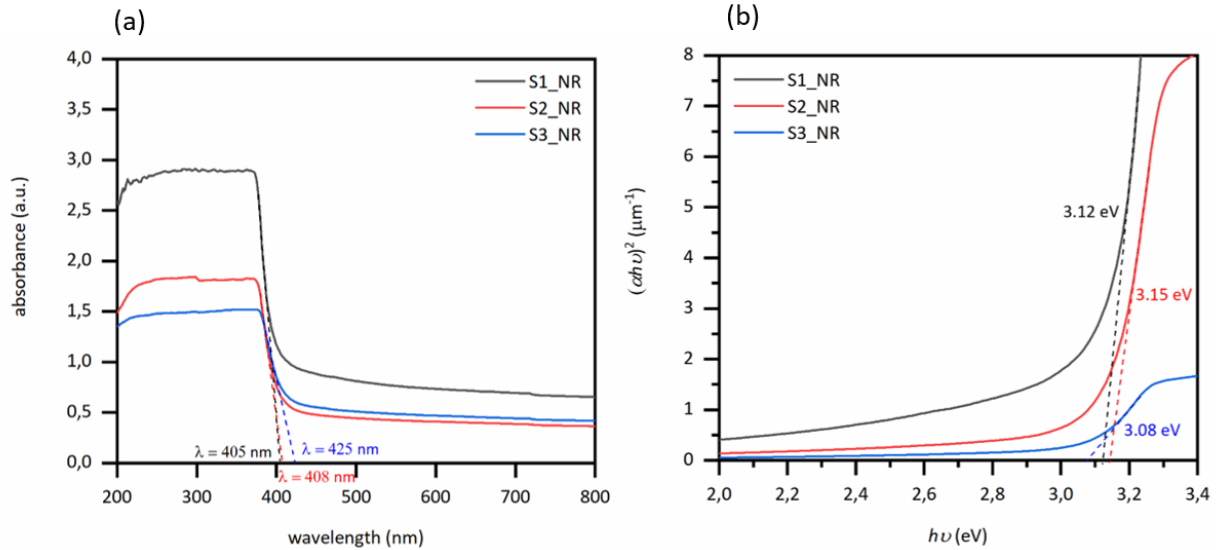 (a)
4,0
3,5
3,0
2,5
2,0
1,5
1,0
0,5
0,0
absorbance (a.u.)
S1_NR
S2_NR
S3_NR
λ = 405 nm
λ = 425 nm
λ = 408 nm
200 300 400 500 600 700 800
wavelength (nm)
(b)
8
7
6
5
4
3
2
1
0
(αhυ)² (μm⁻¹)
S1_NR
S2_NR
S3_NR
3.12 eV
3.15 eV
3.08 eV
2,0 2,2 2,4 2,6 2,8 3,0 3,2 3,4
hυ (eV)